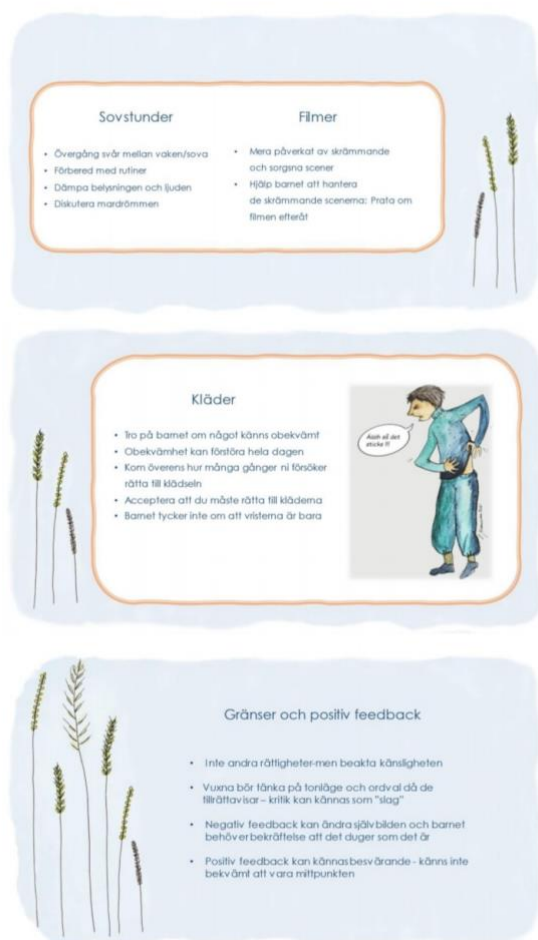 Sovstunder
• Övergång svår mellan vaken/sova
• Förbered med rutiner
• Dämpa belysningen och ljuden
• Diskutera mardrömmen
Filmer
• Mera påverkat av skrämmande
och sorgsna scener
• Hjälp barnet att hantera
de skrämmande scenerna: Prata om
filmen efteråt
Kläder
• Tro på barnet om något känns obekvämt
• Obekvämhet kan förstöra hela dagen
• Kom överens hur många gånger ni försöker
rätta till klädseln
• Acceptera att du måste rätta till kläderna
• Barnet tycker inte om att vristerna är bara
det
sticke !!!
Gränser och positiv feedback
• Inte andra rättigheter-men beakta känsligheten
• Vuxna bör tänka på tonläge och ordval då de
tillrättavisar – kritik kan kännas som "slag"
• Negativ feedback kan ändra självbilden och barnet
behöver bekräftelse att det duger som det är
• Positiv feedback kan kännas besvärande - känns inte
bekvämt att vara mittpunkten